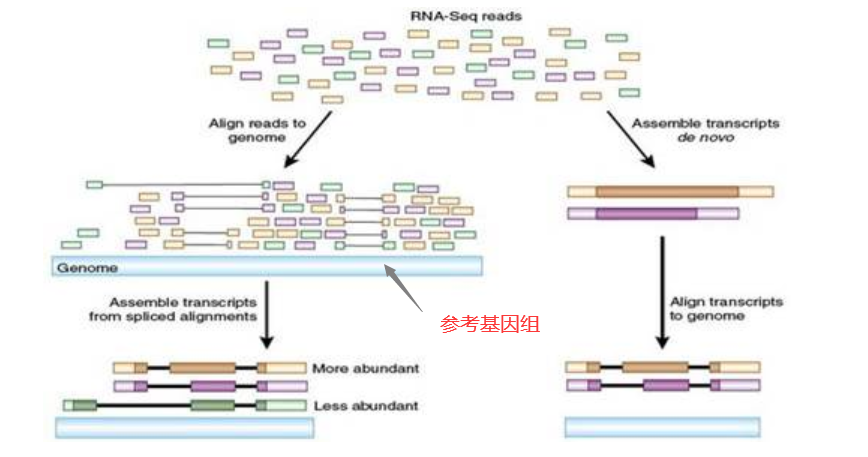 RNA-Seq reads
Align reads to
genome
Assemble transcripts
de novo
Genome
参考基因组
Assemble transcripts
from spliced alignments
Align transcripts
to genome
More abundant
Less abundant